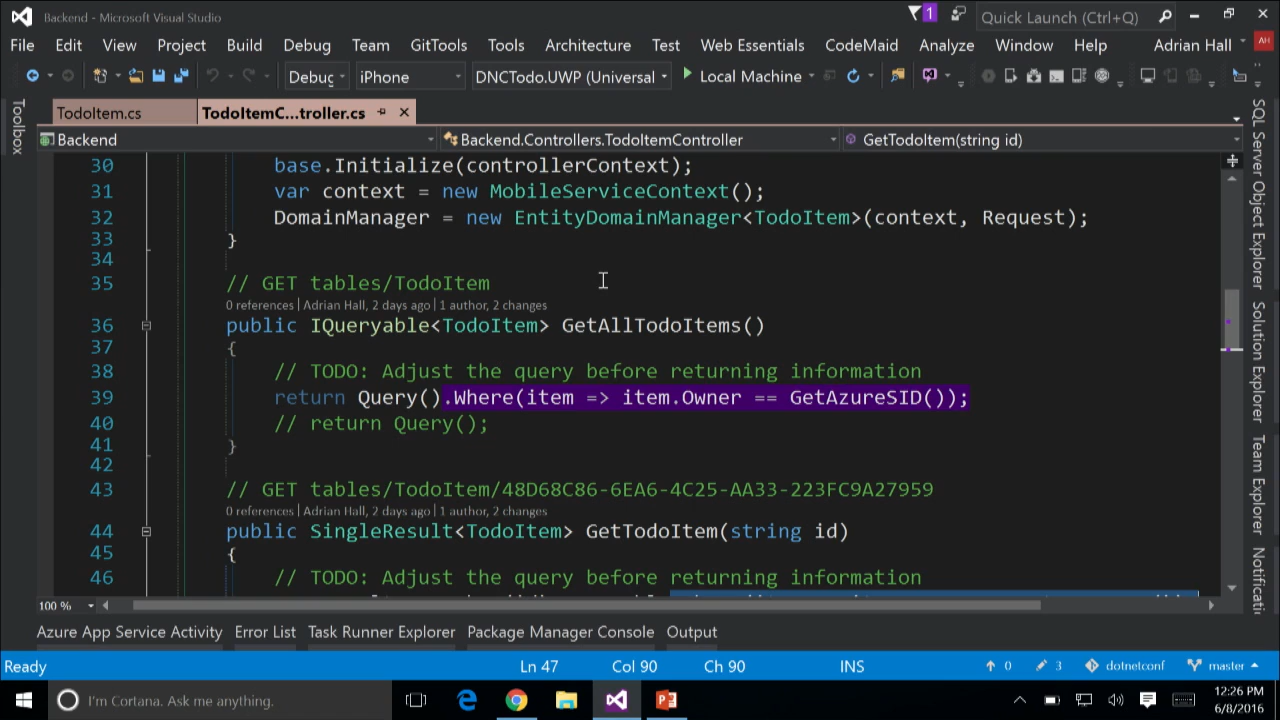 Backend - Microsoft Visual Studio
1
Quick Launch (Ctrl+Q)
File Edit View Project Build Debug Team GitTools Tools Architecture Test Web Essentials CodeMaid Analyze Window Help Adrian Hall AH
Debug iPhone DNCTodo.UWP (Universal Local Machine
Toolbox
TodoItem.cs TodoItemC...troller.cs
Backend Backend.Controllers.TodoItemController GetTodoItem(string id)
30 base.Initialize(controllerContext);
31 var context = new MobileServiceContext();
32 DomainManager = new EntityDomainManager<TodoItem>(context, Request);
33 }
34
35 // GET tables/TodoItem
0 references | Adrian Hall, 2 days ago | 1 author, 2 changes
36 public IQueryable<TodoItem> GetAllTodoItems()
37 {
38 // TODO: Adjust the query before returning information
39 return Query().Where(item => item.Owner == GetAzureSID());
40 // return Query();
41 }
42
43 // GET tables/TodoItem/48D68C86-6EA6-4C25-AA33-223FC9A27959
0 references | Adrian Hall, 2 days ago | 1 author, 2 changes
44 public SingleResult<TodoItem> GetTodoItem(string id)
45 {
46 // TODO: Adjust the query before returning information
SQL Server Object Explorer
Solution Explorer
Team Explorer
Notificati
100 %
Azure App Service Activity Error List Task Runner Explorer Package Manager Console Output
Ready Ln 47 Col 90 Ch 90 INS 0 3 dotnetconf master
I'm Cortana. Ask me anything.
12:26 PM
6/8/2016